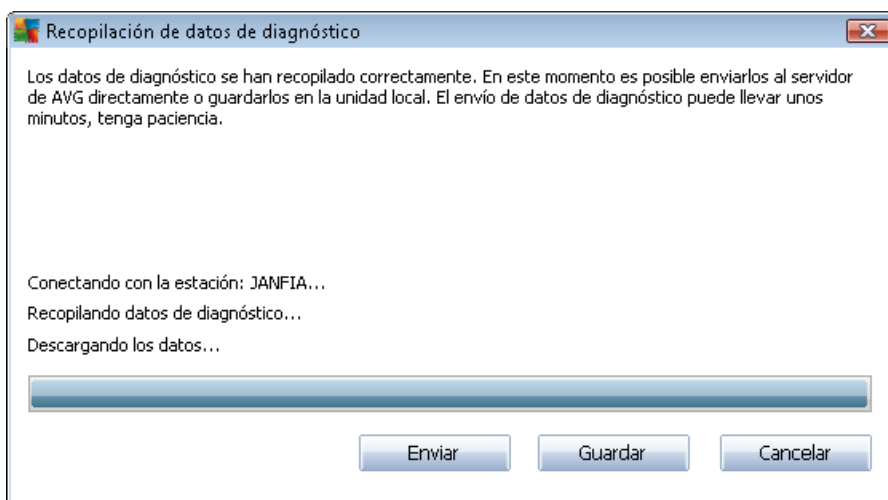 Recopilación de datos de diagnóstico
Los datos de diagnóstico se han recopilado correctamente. En este momento es posible enviarlos al servidor
de AVG directamente o guardarlos en la unidad local. El envío de datos de diagnóstico puede llevar unos
minutos, tenga paciencia.
Conectando con la estación: JANFIA...
Recopilando datos de diagnóstico...
Descargando los datos...
Enviar Guardar Cancelar